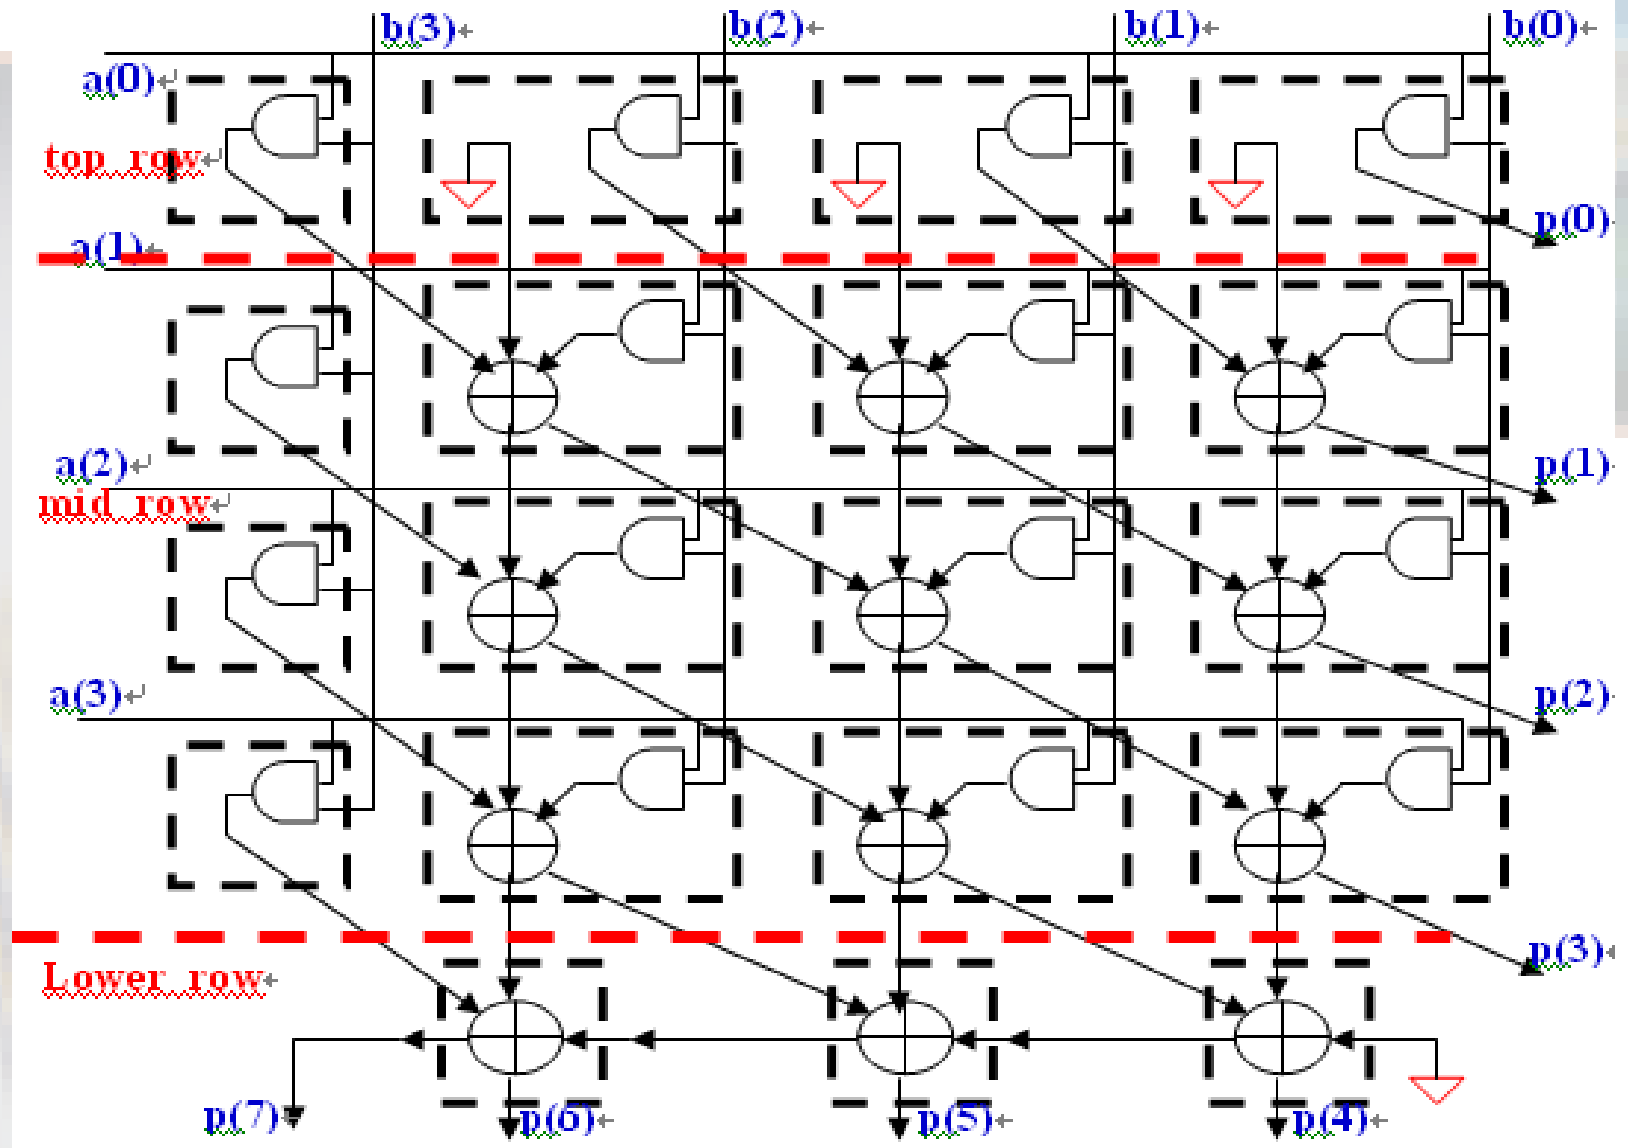 b(3) b(2) b(1) b(0)
a(0)
top row
p(0)
a(1)
a(2) p(1)
mid row
a(3) p(2)
p(3)
Lower row
p(7) p(6) p(5) p(4)